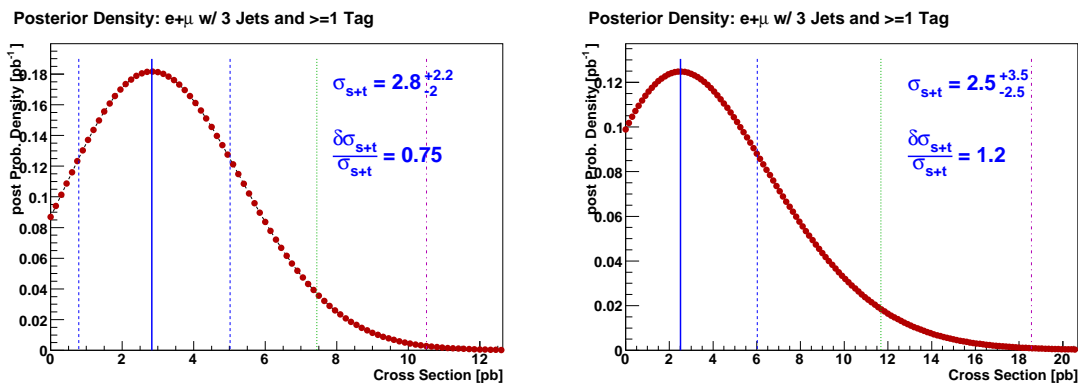 Posterior Density: e+μ w/ 3 Jets and >=1 Tag
post Prob. Density [pb⁻¹]
0.18
0.16
0.14
0.12
0.1
0.08
0.06
0.04
0.02
0
σs+t = 2.8 +2.2 -2
δσs+t / σs+t = 0.75
0 2 4 6 8 10 12
Cross Section [pb]
Posterior Density: e+μ w/ 3 Jets and >=1 Tag
post Prob. Density [pb⁻¹]
0.12
0.1
0.08
0.06
0.04
0.02
0
σs+t = 2.5 +3.5 -2.5
δσs+t / σs+t = 1.2
0 2 4 6 8 10 12 14 16 18 20
Cross Section [pb]